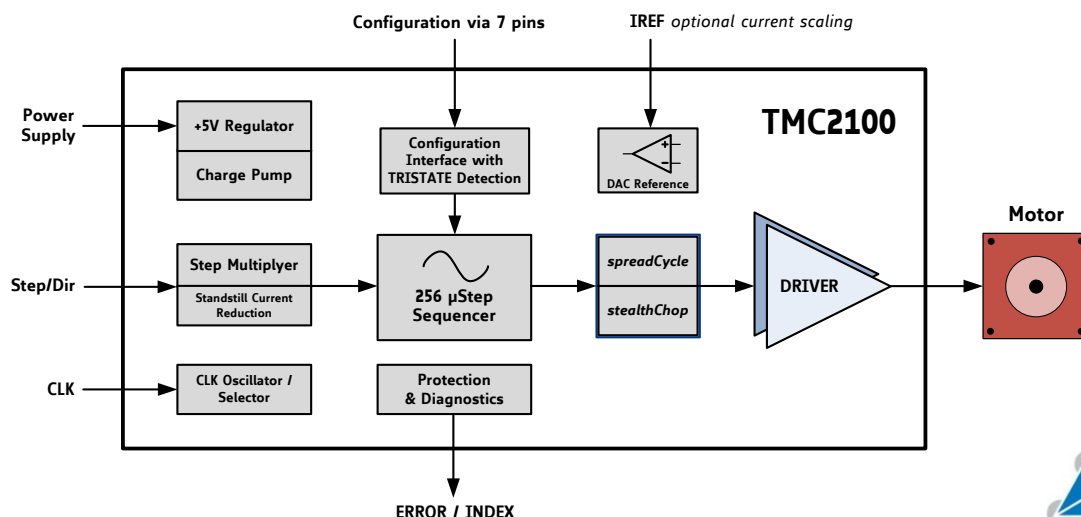 Configuration via 7 pins
IREF optional current scaling
TMC2100
Power
Supply
+5V Regulator
Charge Pump
Configuration
Interface with
TRISTATE Detection
+
−
DAC Reference
Motor
Step/Dir
Step Multiplyer
Standstill Current
Reduction
256 µStep
Sequencer
spreadCycle
stealthChop
DRIVER
CLK
CLK Oscillator /
Selector
Protection
& Diagnostics
ERROR / INDEX